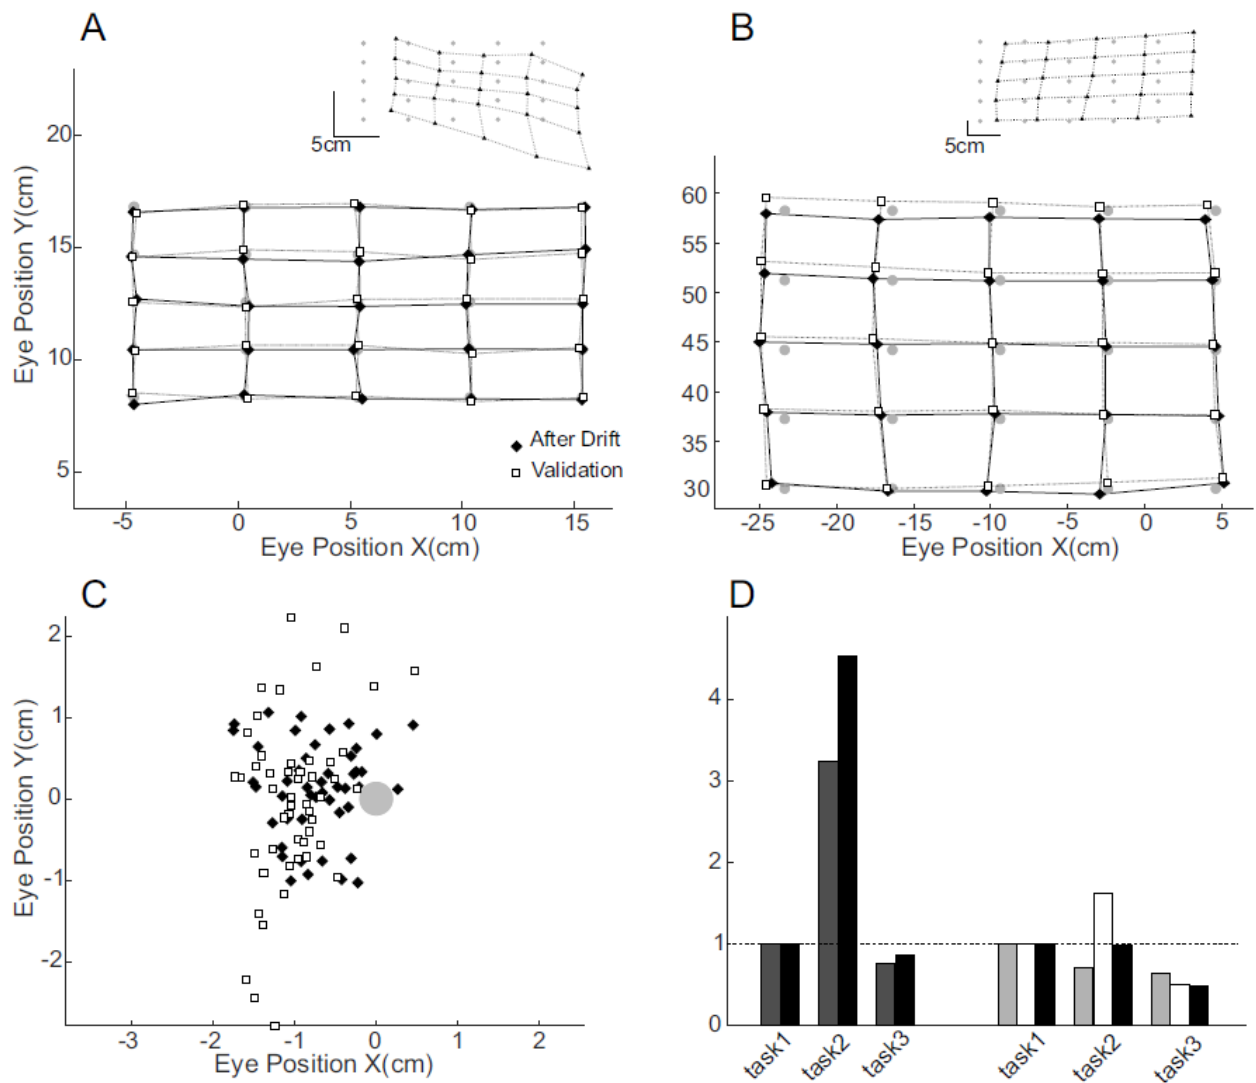 A
5cm
20
15
10
5
Eye Position Y(cm)
After Drift
Validation
-5 0 5 10 15
Eye Position X(cm)
B
5cm
60
55
50
45
40
35
30
-25 -20 -15 -10 -5 0 5
Eye Position X(cm)
C
2
1
0
-1
-2
Eye Position Y(cm)
-3 -2 -1 0 1 2
Eye Position X(cm)
D
4
3
2
1
0
task1 task2 task3 task1 task2 task3